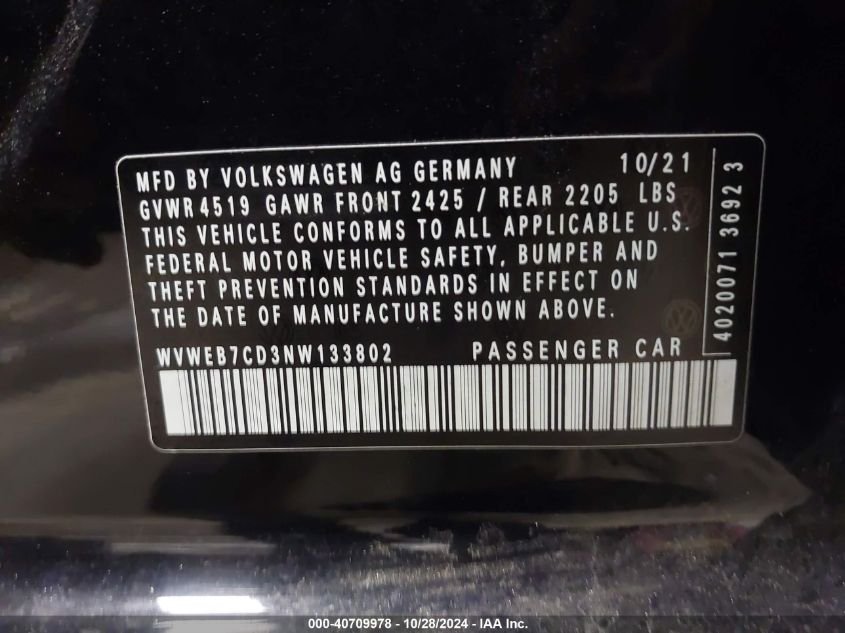 MFD BY VOLKSWAGEN AG GERMANY 10/21
GVWR 4519 GAWR FRONT 2425 / REAR 2205 LBS
THIS VEHICLE CONFORMS TO ALL APPLICABLE U.S.
FEDERAL MOTOR VEHICLE SAFETY, BUMPER AND
THEFT PREVENTION STANDARDS IN EFFECT ON
THE DATE OF MANUFACTURE SHOWN ABOVE.
WVWEB7CD3NW133802 PASSENGER CAR
4020071 3692 3
000-40709978 - 10/28/2024 - IAA Inc.